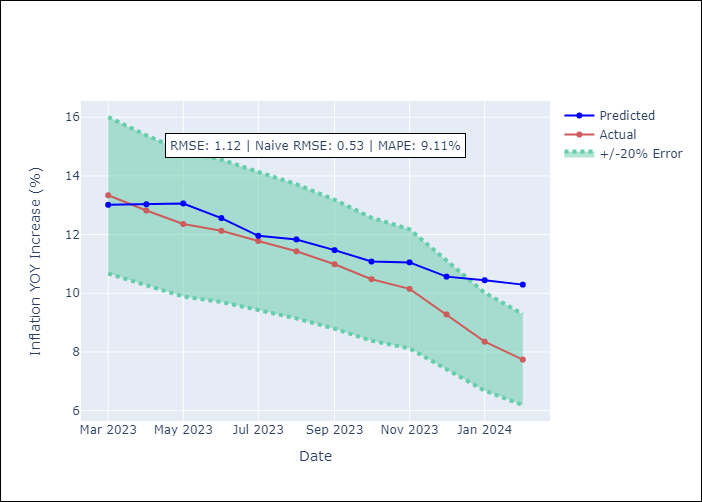 RMSE: 1.12 | Naive RMSE: 0.53 | MAPE: 9.11%
Predicted
Actual
+/-20% Error
Inflation YOY Increase (%)
16
14
12
10
8
6
Mar 2023 May 2023 Jul 2023 Sep 2023 Nov 2023 Jan 2024
Date